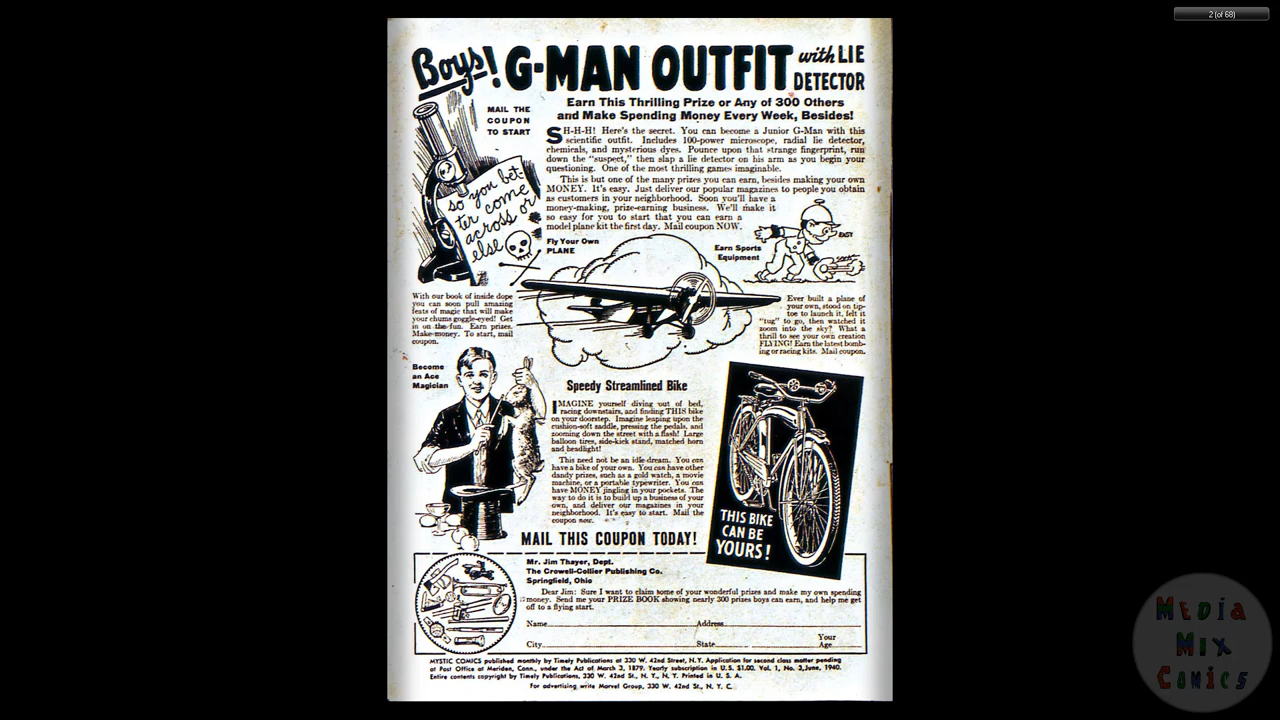 2 (of 68)
Boys! G-MAN OUTFIT with LIE
DETECTOR
MAIL THE
COUPON
TO START
Earn This Thrilling Prize or Any of 300 Others
and Make Spending Money Every Week, Besides!
SH-H-H! Here's the secret. You can become a Junior G-Man with this
scientific outfit. Includes 100-power microscope, radial lie detector,
chemicals, and mysterious dyes. Pounce upon that strange fingerprint, run
down the "suspect," then slap a lie detector on his arm as you begin your
questioning. One of the most thrilling games imaginable.
This is but one of the many prizes you can earn, besides making your own
MONEY. It's easy. Just deliver our popular magazines to people you obtain
as customers in your neighborhood. Soon you'll have a
money-making, prize-earning business. We'll make it
so easy for you to start that you can earn a
model plane kit the first day. Mail coupon NOW.
so you bet-
ter come
across or
else
Fly Your Own
PLANE
Earn Sports
Equipment
EASY
With our book of inside dope
you can soon pull amazing
feats of magic that will make
your chums goggle-eyed! Get
in on the fun. Earn prizes.
Make money. To start, mail
coupon.
Ever built a plane of
your own, stood on tip-
toe to launch it, felt it
"tug" to go, then watched it
zoom into the sky? What a
thrill to see your own creation
FLYING! Earn the latest bomb-
ing or racing kits. Mail coupon.
Become
an Ace
Magician
Speedy Streamlined Bike
IMAGINE yourself diving out of bed,
racing downstairs, and finding THIS bike
on your doorstep. Imagine leaping upon the
cushion-soft saddle, pressing the pedals, and
zooming down the street with a flash! Large
balloon tires, side-kick stand, matched horn
and headlight!
This need not be an idle dream. You can
have a bike of your own. You can have other
dandy prizes, such as a gold watch, a movie
machine, or a portable typewriter. You can
have MONEY jingling in your pockets. The
way to do it is to build up a business of your
own, and deliver our magazines in your
neighborhood. It's easy to start. Mail the
coupon now.
THIS BIKE
CAN BE
YOURS!
MAIL THIS COUPON TODAY!
Mr. Jim Thayer, Dept.
The Crowell-Collier Publishing Co.
Springfield, Ohio
Dear Jim: Sure I want to claim some of your wonderful prizes and make my own spending
money. Send me your PRIZE BOOK showing nearly 300 prizes boys can earn, and help me get
off to a flying start.
Name Address
City State Your
Age
MYSTIC COMICS published monthly by Timely Publications at 330 W. 42nd Street, N.Y. Application for second class matter pending
at Post Office at Meriden, Conn., under the Act of March 3, 1879. Yearly subscription in U.S. $1.00. Vol. 1, No. 3, June, 1940.
Entire contents copyright by Timely Publications, 330 W. 42nd St., N. Y., N. Y. Printed in U. S. A.
For advertising write Marvel Group, 330 W. 42nd St., N. Y. C.
MEDIA
MIX
COMICS